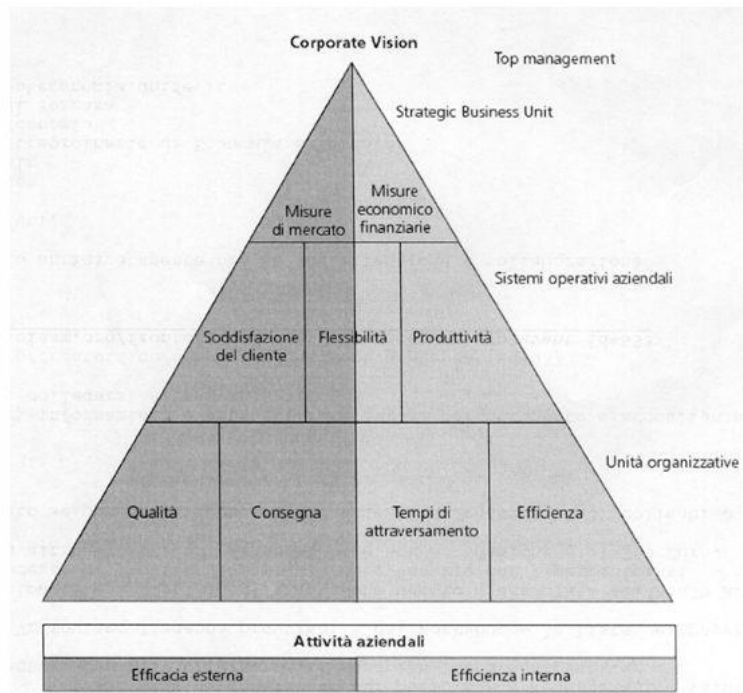 Corporate Vision
Top management
Strategic Business Unit
Misure
di mercato
Misure
economico
finanziarie
Sistemi operativi aziendali
Soddisfazione
del cliente
Flessibilità
Produttività
Unità organizzative
Qualità
Consegna
Tempi di
attraversamento
Efficienza
Attività aziendali
Efficacia esterna
Efficienza interna